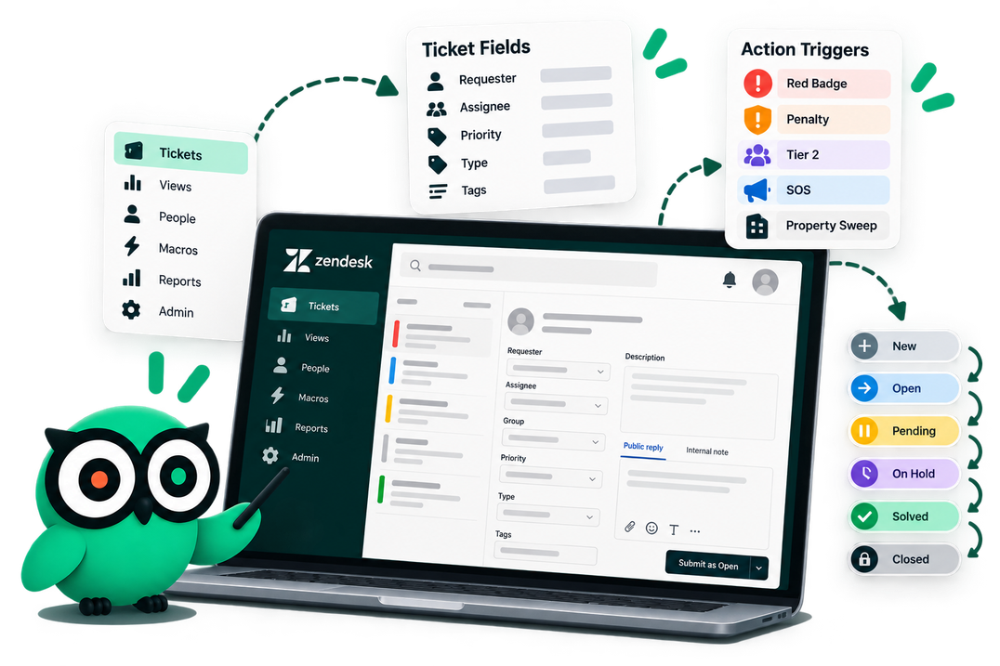 Ticket Fields
Requester
Assignee
Priority
Type
Tags
Action Triggers
Red Badge
Penalty
Tier 2
SOS
Property Sweep
Tickets
Views
People
Macros
Reports
Admin
zendesk
Tickets
Views
People
Macros
Reports
Admin
Requester
Assignee
Group
Priority
Type
Tags
Description
Public reply
Internal note
Submit as Open
New
Open
Pending
On Hold
Solved
Closed